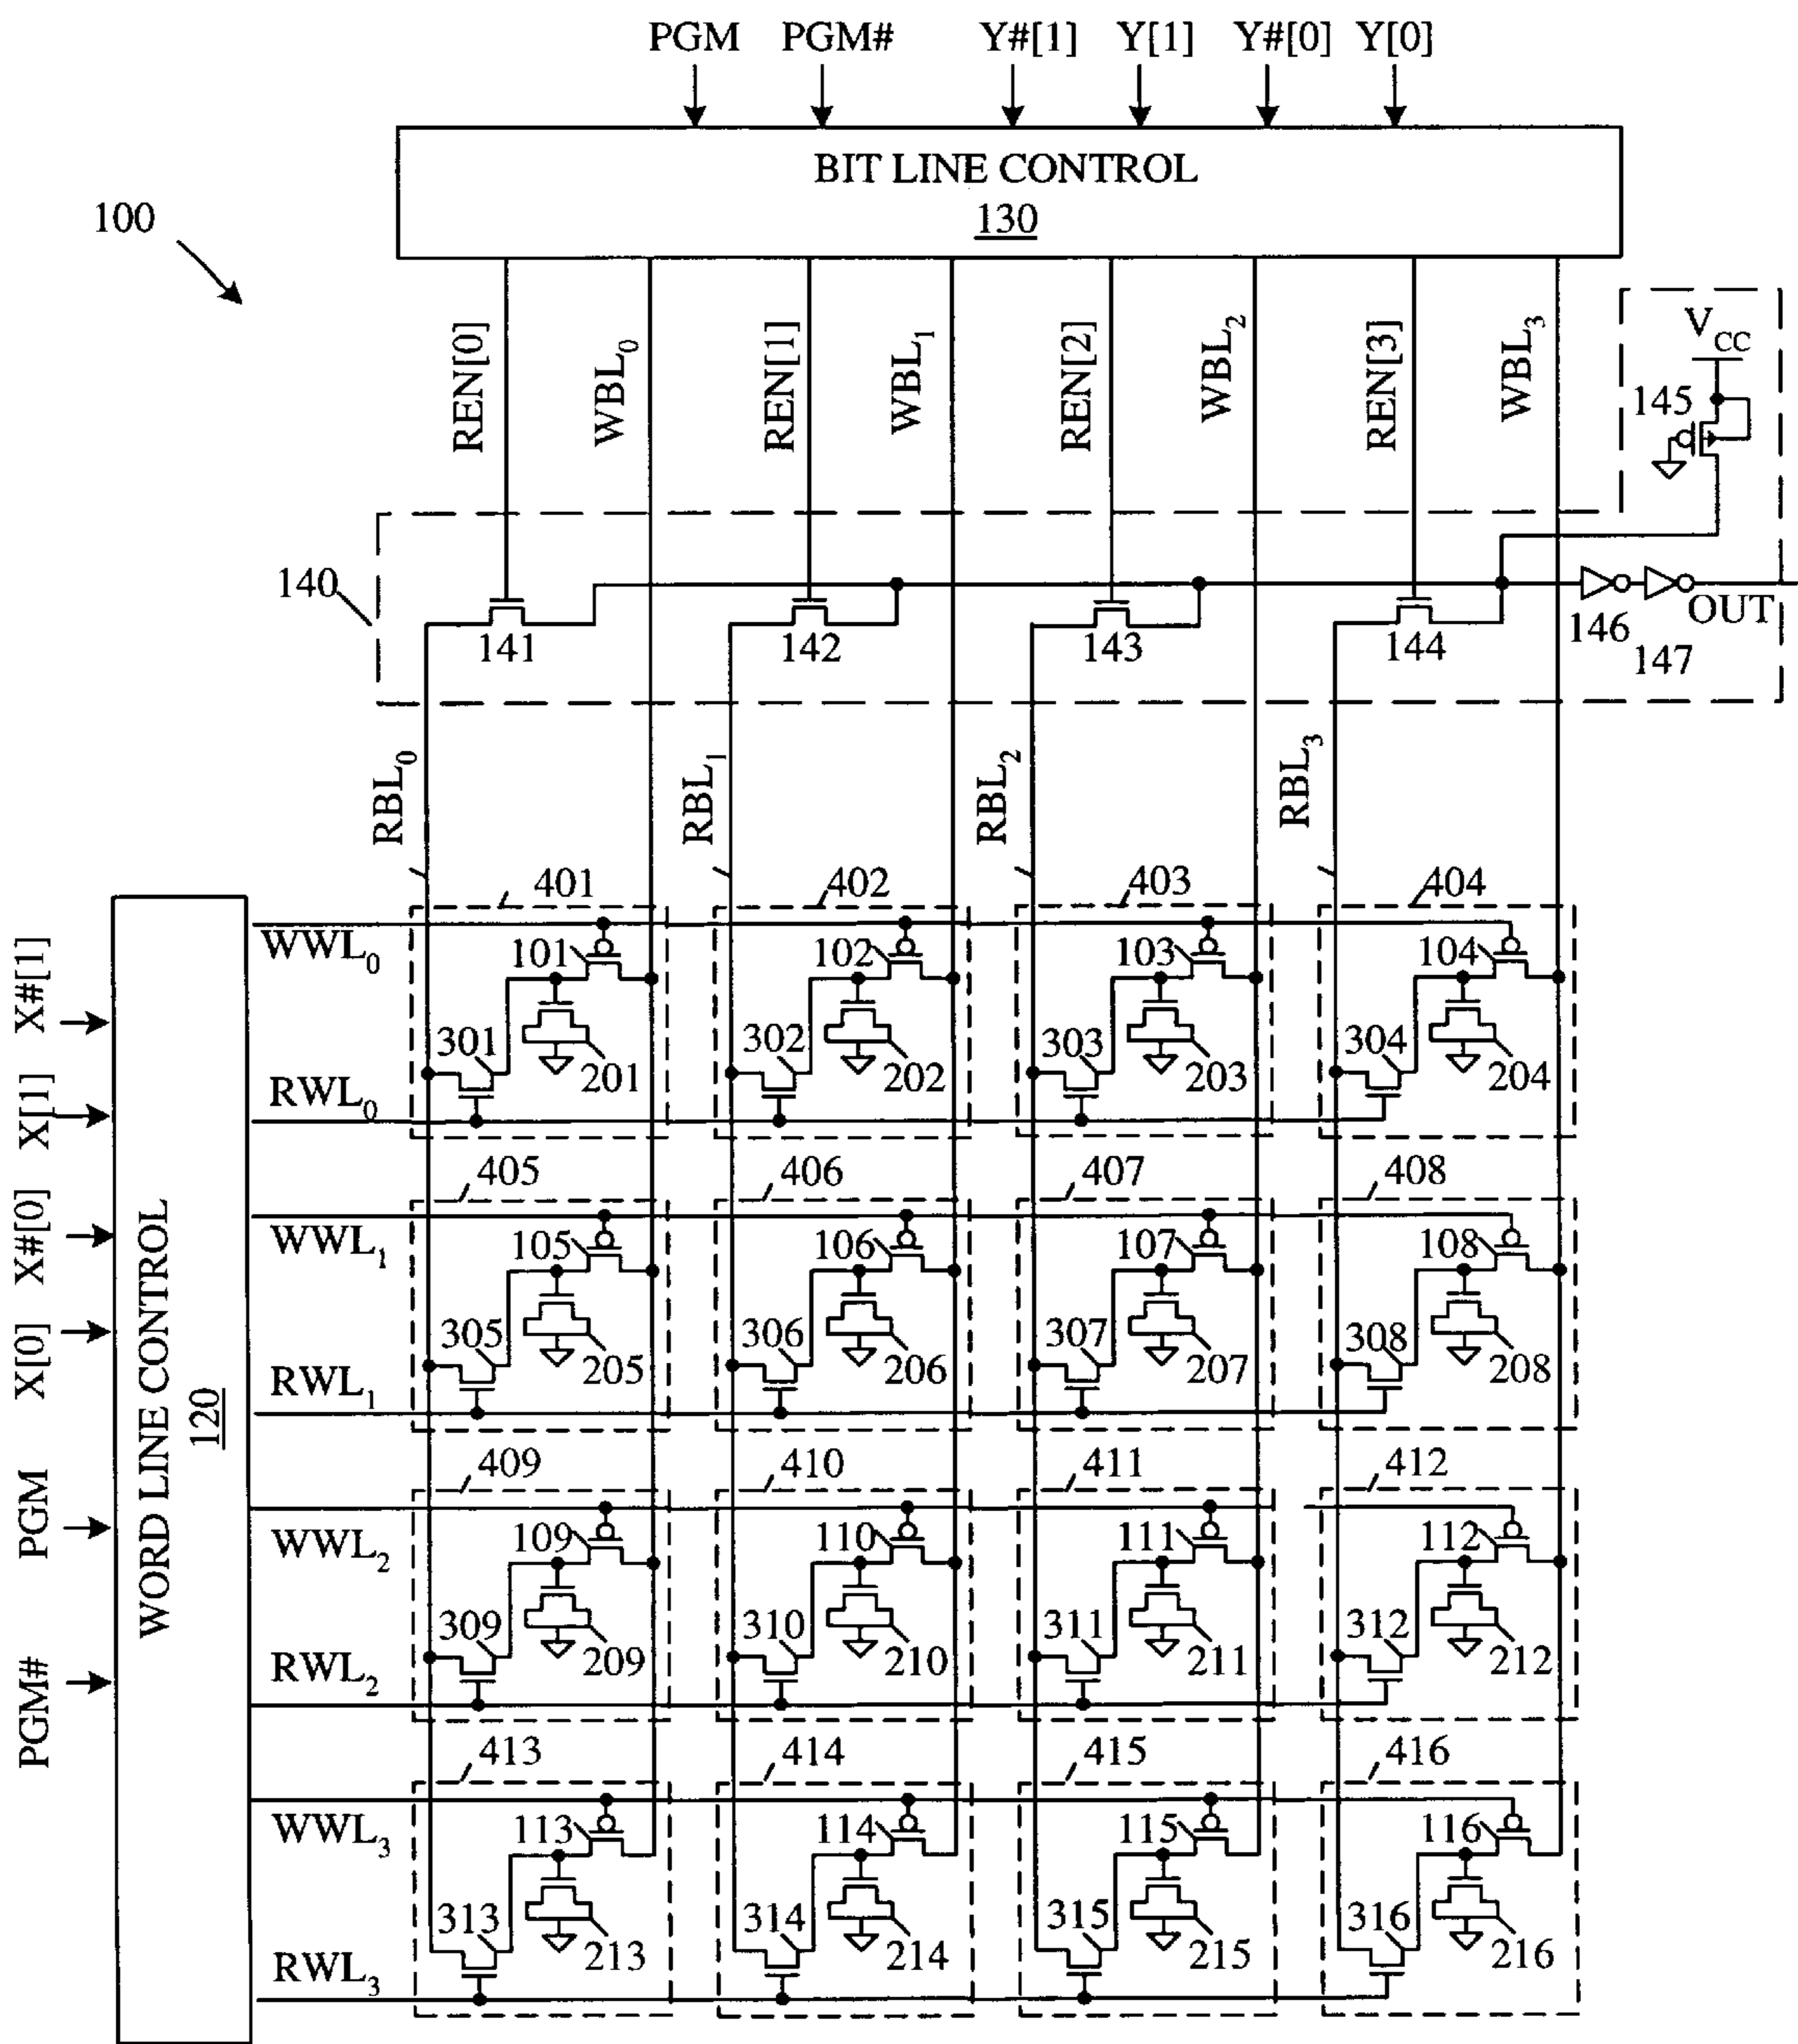 PGM PGM# Y#[1] Y[1] Y#[0] Y[0]
BIT LINE CONTROL
130
100
REN[0] WBL₀ REN[1] WBL₁ REN[2] WBL₂ REN[3] WBL₃
V_CC
145
140
141 142 143 144 146 147 OUT
RBL₀ RBL₁ RBL₂ RBL₃
WORD LINE CONTROL
120
X#[1]
X[1]
X#[0]
X[0]
PGM
PGM#
401 402 403 404
WWL₀ 101 102 103 104
301 201 302 202 303 203 304 204
RWL₀
405 406 407 408
WWL₁ 105 106 107 108
305 205 306 206 307 207 308 208
RWL₁
409 410 411 412
WWL₂ 109 110 111 112
309 209 310 210 311 211 312 212
RWL₂
413 414 415 416
WWL₃ 113 114 115 116
313 213 314 214 315 215 316 216
RWL₃